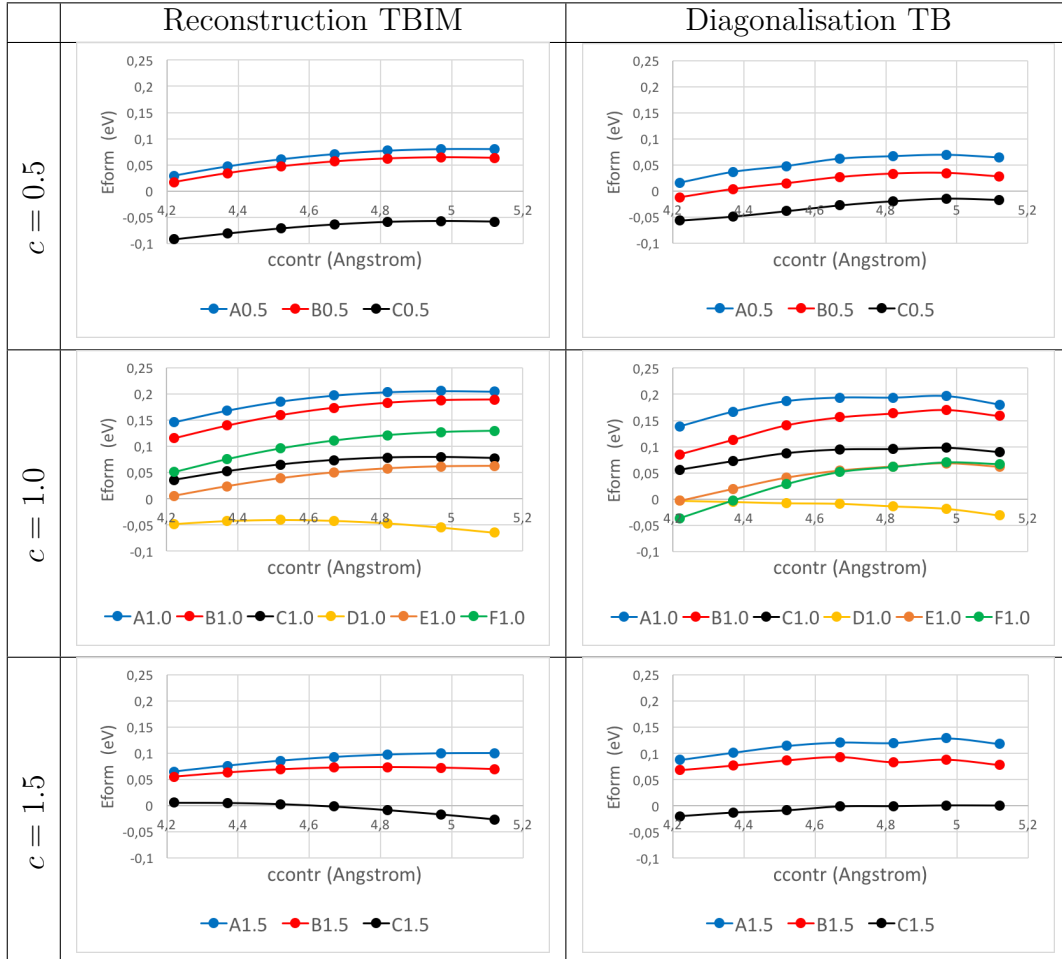 Reconstruction TBIM
Diagonalisation TB
c = 0.5
0,25
0,2
0,15
0,1
0,05
0
-0,05
-0,1
Eform (eV)
4,2 4,4 4,6 4,8 5 5,2
ccontr (Angstrom)
A0.5 B0.5 C0.5
0,25
0,2
0,15
0,1
0,05
0
-0,05
-0,1
Eform (eV)
4,2 4,4 4,6 4,8 5 5,2
ccontr (Angstrom)
A0.5 B0.5 C0.5
c = 1.0
0,25
0,2
0,15
0,1
0,05
0
-0,05
-0,1
Eform (eV)
4,2 4,4 4,6 4,8 5 5,2
A1.0 B1.0 C1.0 D1.0 E1.0 F1.0
0,25
0,2
0,15
0,1
0,05
0
-0,05
-0,1
Eform (eV)
4,2 4,4 4,6 4,8 5 5,2
A1.0 B1.0 C1.0 D1.0 E1.0 F1.0
c = 1.5
0,25
0,2
0,15
0,1
0,05
0
-0,05
-0,1
Eform (eV)
4,2 4,4 4,6 4,8 5 5,2
ccontr (Angstrom)
A1.5 B1.5 C1.5
0,25
0,2
0,15
0,1
0,05
0
-0,05
-0,1
Eform (eV)
4,2 4,4 4,6 4,8 5 5,2
ccontr (Angstrom)
A1.5 B1.5 C1.5